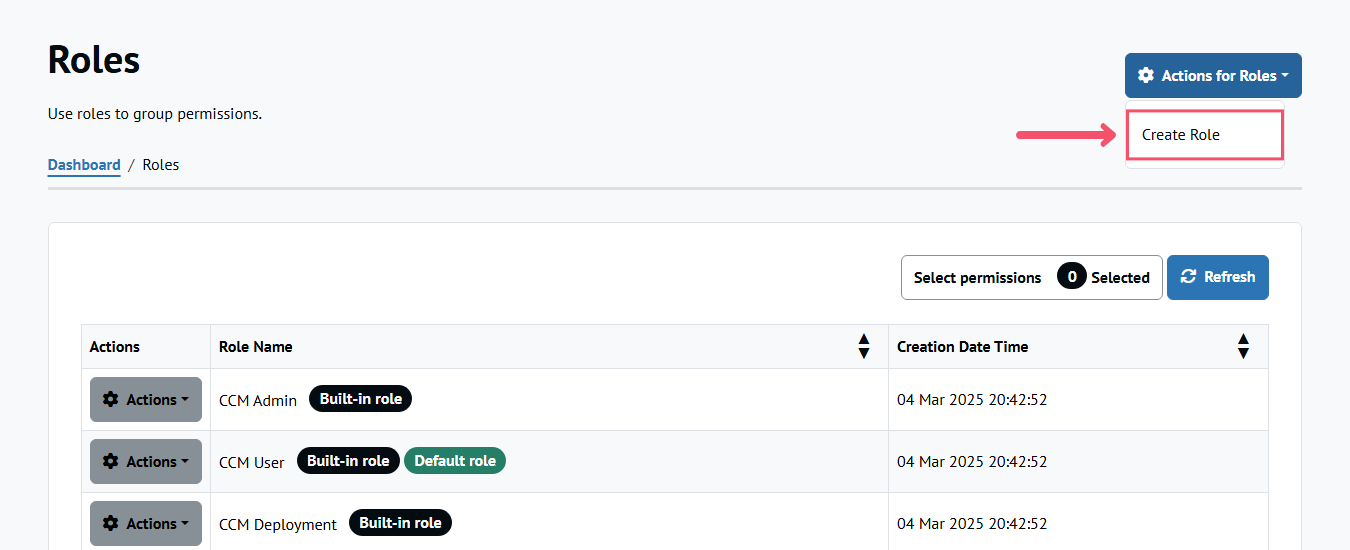 Roles
Actions for Roles
Use roles to group permissions.
Create Role
Dashboard / Roles
Select permissions 0 Selected
Refresh
Actions Role Name Creation Date Time
Actions CCM Admin Built-in role 04 Mar 2025 20:42:52
Actions CCM User Built-in role Default role 04 Mar 2025 20:42:52
Actions CCM Deployment Built-in role 04 Mar 2025 20:42:52